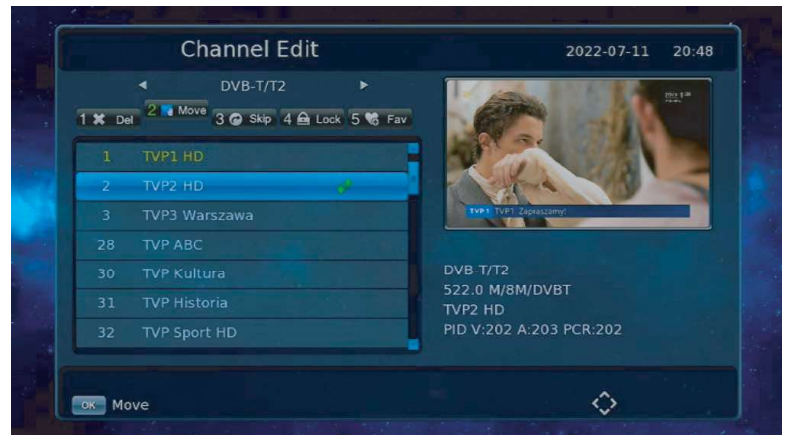 Channel Edit
2022-07-11 20:48
DVB-T/T2
1 Del 2 Move 3 Skip 4 Lock 5 Fav
1 TVP1 HD
2 TVP2 HD
3 TVP3 Warszawa
28 TVP ABC
30 TVP Kultura
31 TVP Historia
32 TVP Sport HD
TVP1 TVP1. Zapraszamy!
DVB-T/T2
522.0 M/8M/DVBT
TVP2 HD
PID V:202 A:203 PCR:202
OK Move